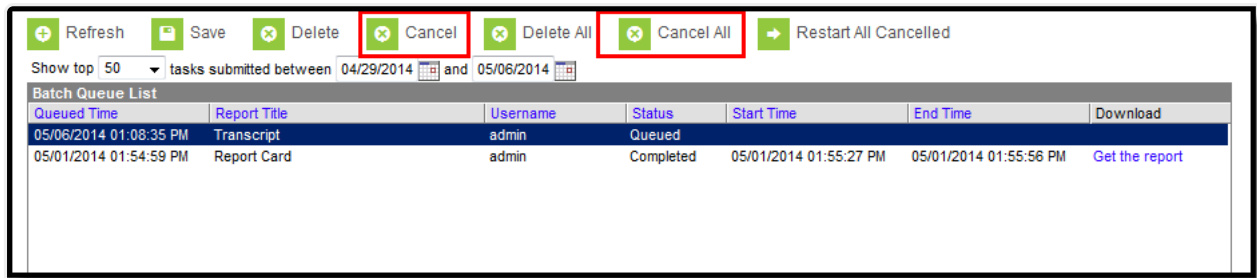 Refresh Save Delete Cancel Delete All Cancel All Restart All Cancelled
Show top 50 tasks submitted between 04/29/2014 and 05/06/2014
Batch Queue List
Queued Time Report Title Username Status Start Time End Time Download
05/06/2014 01:08:35 PM Transcript admin Queued
05/01/2014 01:54:59 PM Report Card admin Completed 05/01/2014 01:55:27 PM 05/01/2014 01:55:56 PM Get the report